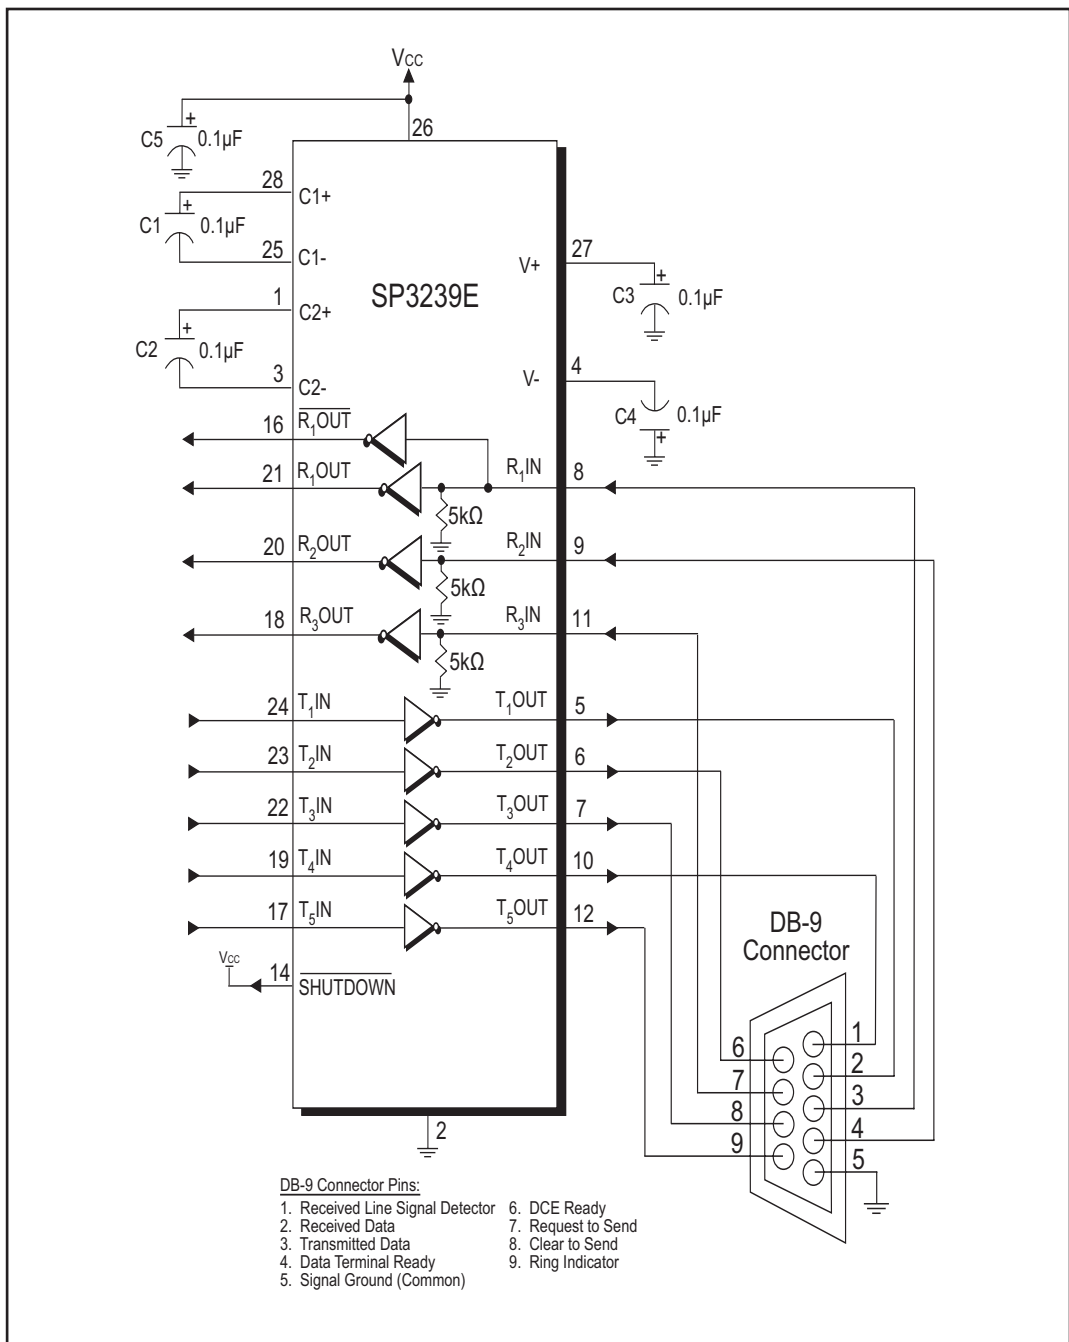 VCC
26
C5
+
0.1µF
28
C1+
C1
+
0.1µF
25
C1-
SP3239E
V+
27
C3
+
0.1µF
1
C2+
C2
+
0.1µF
3
C2-
V-
4
C4
+
0.1µF
16
R1OUT
21
R1OUT
R1IN
8
5kΩ
20
R2OUT
R2IN
9
5kΩ
18
R3OUT
R3IN
11
5kΩ
24
T1IN
T1OUT
5
23
T2IN
T2OUT
6
22
T3IN
T3OUT
7
19
T4IN
T4OUT
10
17
T5IN
T5OUT
12
VCC
14
SHUTDOWN
2
DB-9
Connector
6
7
8
9
1
2
3
4
5
DB-9 Connector Pins:
1. Received Line Signal Detector
2. Received Data
3. Transmitted Data
4. Data Terminal Ready
5. Signal Ground (Common)
6. DCE Ready
7. Request to Send
8. Clear to Send
9. Ring Indicator